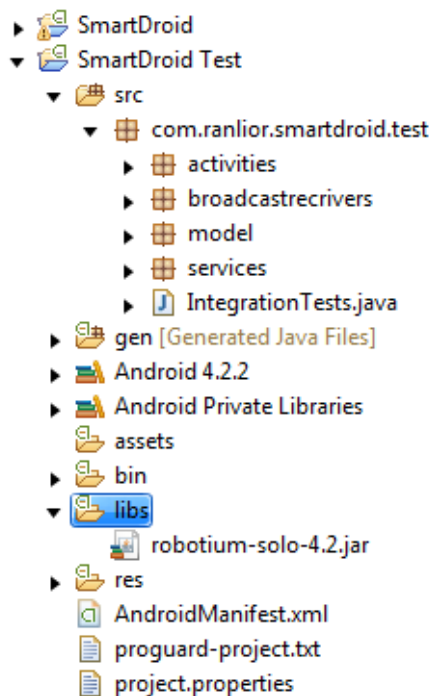 SmartDroid
SmartDroid Test
src
com.ranlior.smartdroid.test
activities
broadcastrecrivers
model
services
IntegrationTests.java
gen [Generated Java Files]
Android 4.2.2
Android Private Libraries
assets
bin
libs
robotium-solo-4.2.jar
res
AndroidManifest.xml
proguard-project.txt
project.properties